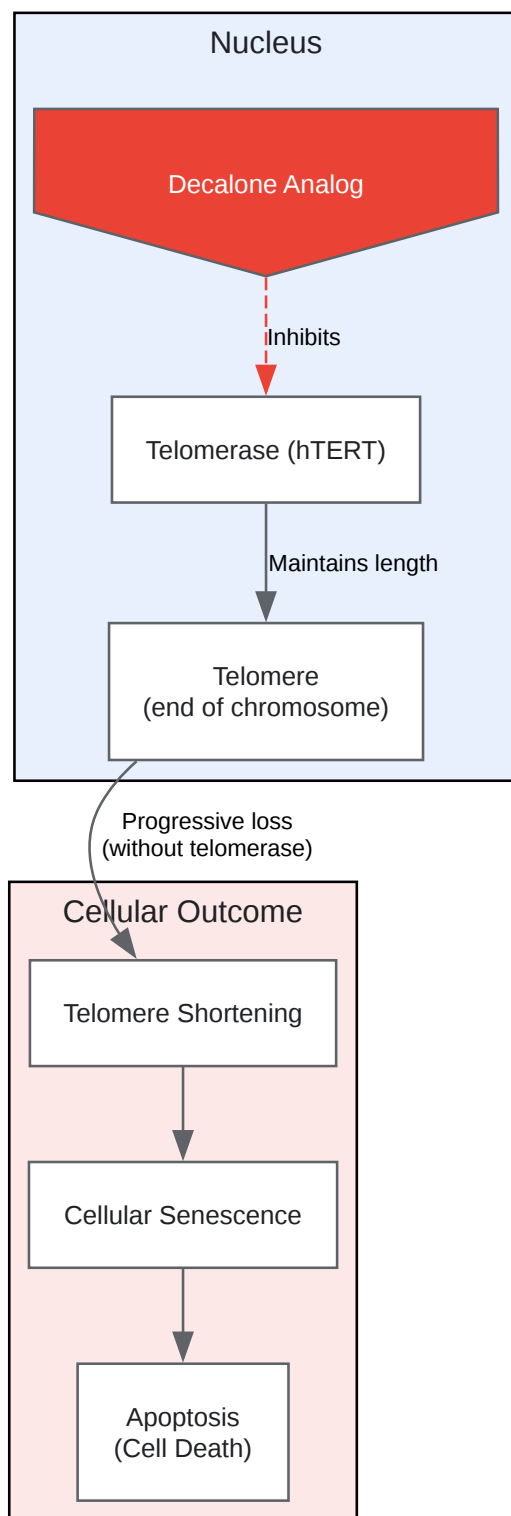 Nucleus
Decalone Analog
Inhibits
Telomerase (hTERT)
Maintains length
Telomere
(end of chromosome)
Progressive loss
(without telomerase)
Cellular Outcome
Telomere Shortening
Cellular Senescence
Apoptosis
(Cell Death)